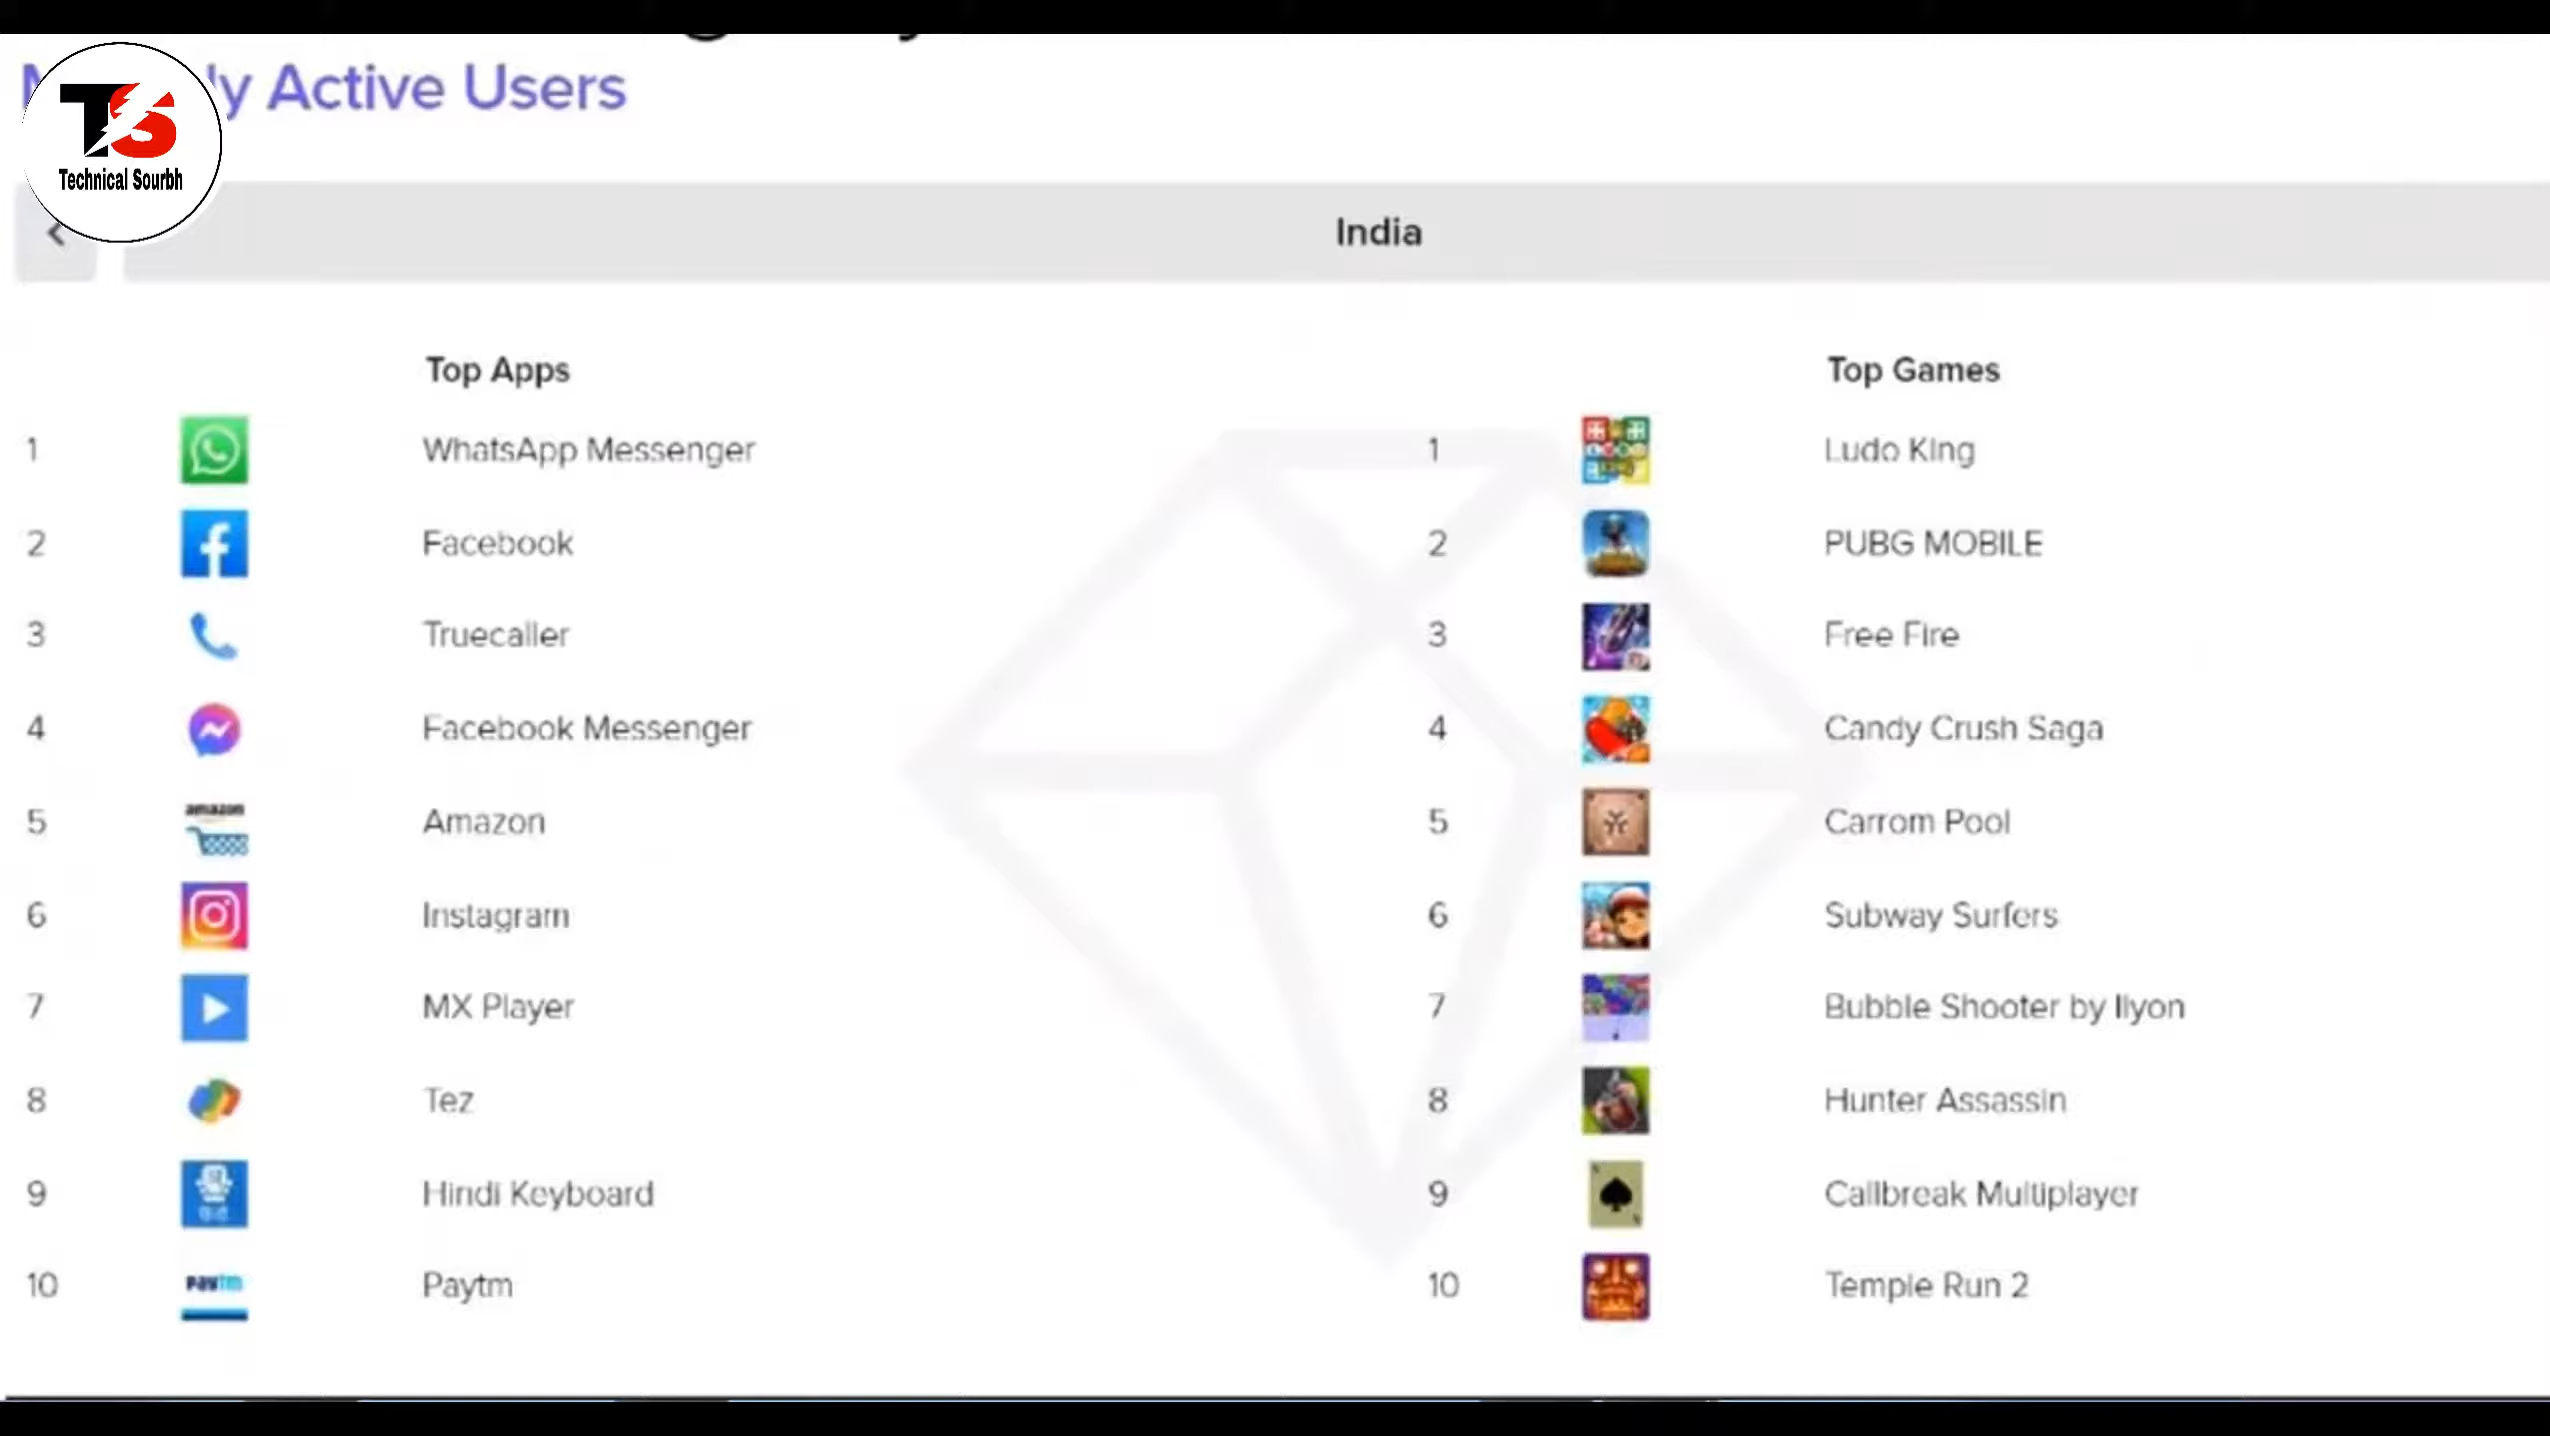 ly Active Users
TS
Technical Sourbh
India
Top Apps
Top Games
1 WhatsApp Messenger
1 Ludo King
2 Facebook
2 PUBG MOBILE
3 Truecaller
3 Free Fire
4 Facebook Messenger
4 Candy Crush Saga
amazon
5 Amazon
5 Carrom Pool
6 Instagram
6 Subway Surfers
7 MX Player
7 Bubble Shooter by Ilyon
8 Tez
8 Hunter Assassin
9 Hindi Keyboard
9 Callbreak Multiplayer
paytm
10 Paytm
10 Temple Run 2